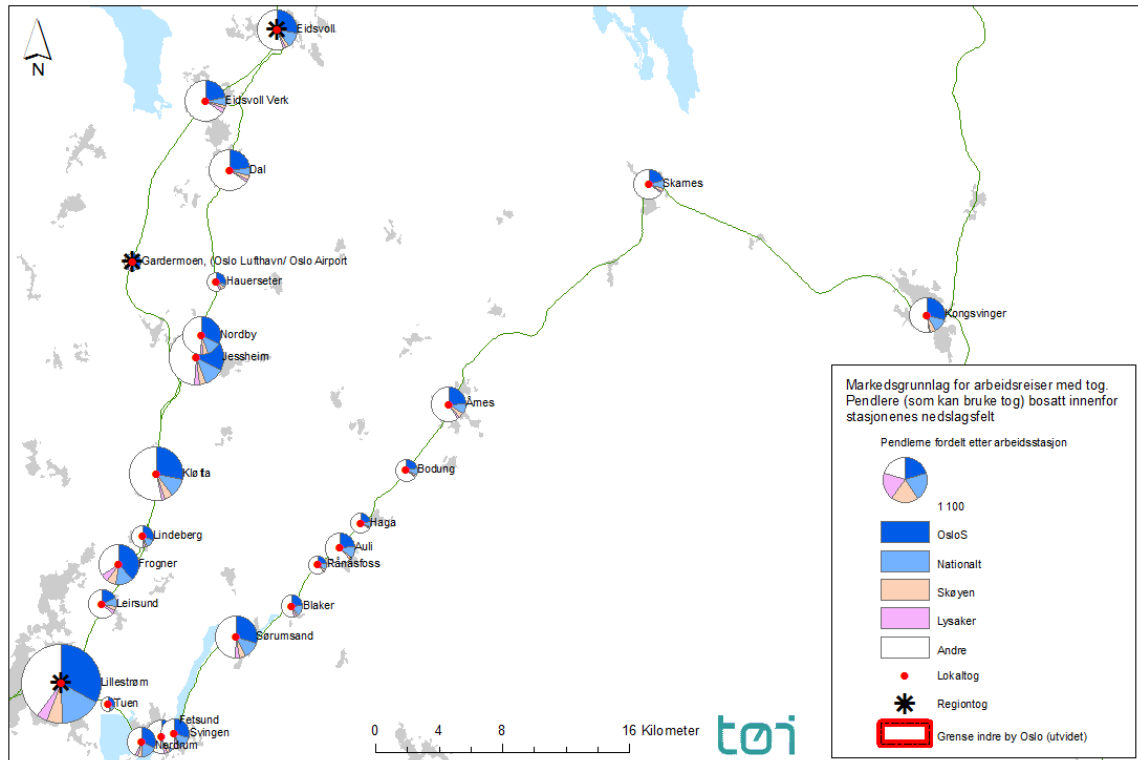 N
Eidsvoll
Eidsvoll Verk
Dal
Skarnes
Gardermoen, (Oslo Lufthavn/ Oslo Airport
Hauerseter
Kongsvinger
Nordby
Jessheim
Årnes
Kløfta
Bodung
Haga
Lindeberg
Auli
Frogner
Rånåsfoss
Leirsund
Blaker
Sørumsand
Lillestrøm
Tuen
Fetsund
Svingen
Nerdrum
Markedsgrunnlag for arbeidsreiser med tog.
Pendlere (som kan bruke tog) bosatt innenfor
stasjonenes nedslagsfelt
Pendlerne fordelt etter arbeidsstasjon
1 100
OsloS
Nationalt
Skøyen
Lysaker
Andre
Lokaltog
Regiontog
Grense indre by Oslo (utvidet)
0 4 8 16 Kilometer
tøi